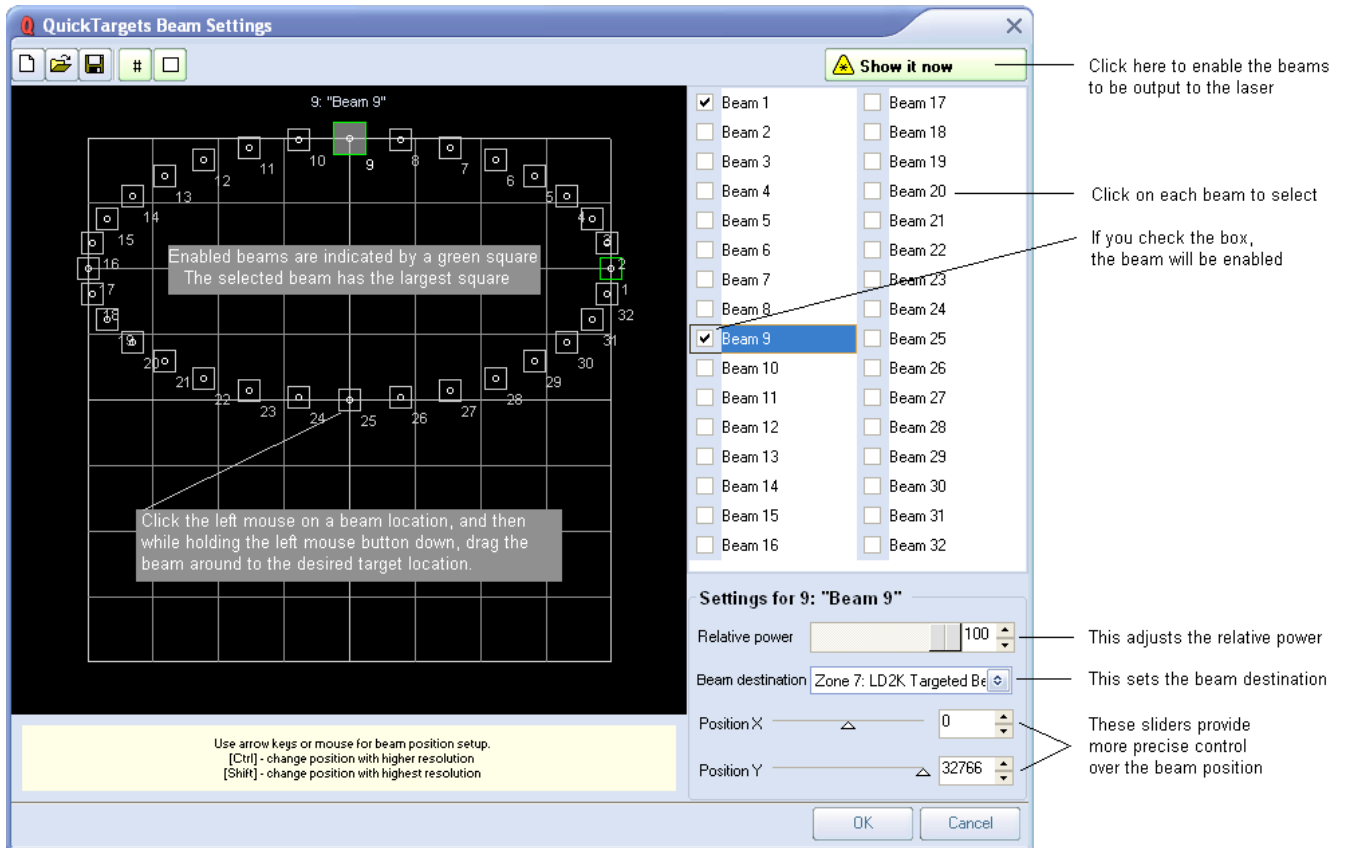 QuickTargets Beam Settings
#
Show it now
Click here to enable the beams
to be output to the laser
9: "Beam 9"
10
9
8
11
7
12
6
13
5
14
4
15
3
16
2
17
1
18
32
19
31
20
30
21
29
22
28
23
27
24
26
25
Enabled beams are indicated by a green square
The selected beam has the largest square
Click the left mouse on a beam location, and then
while holding the left mouse button down, drag the
beam around to the desired target location.
Use arrow keys or mouse for beam position setup.
[Ctrl] - change position with higher resolution
[Shift] - change position with highest resolution
Beam 1
Beam 2
Beam 3
Beam 4
Beam 5
Beam 6
Beam 7
Beam 8
Beam 9
Beam 10
Beam 11
Beam 12
Beam 13
Beam 14
Beam 15
Beam 16
Beam 17
Beam 18
Beam 19
Beam 20
Beam 21
Beam 22
Beam 23
Beam 24
Beam 25
Beam 26
Beam 27
Beam 28
Beam 29
Beam 30
Beam 31
Beam 32
Click on each beam to select
If you check the box,
the beam will be enabled
Settings for 9: "Beam 9"
Relative power 100
This adjusts the relative power
Beam destination Zone 7: LD2K Targeted Be
This sets the beam destination
Position X 0
Position Y 32766
These sliders provide
more precise control
over the beam position
OK
Cancel